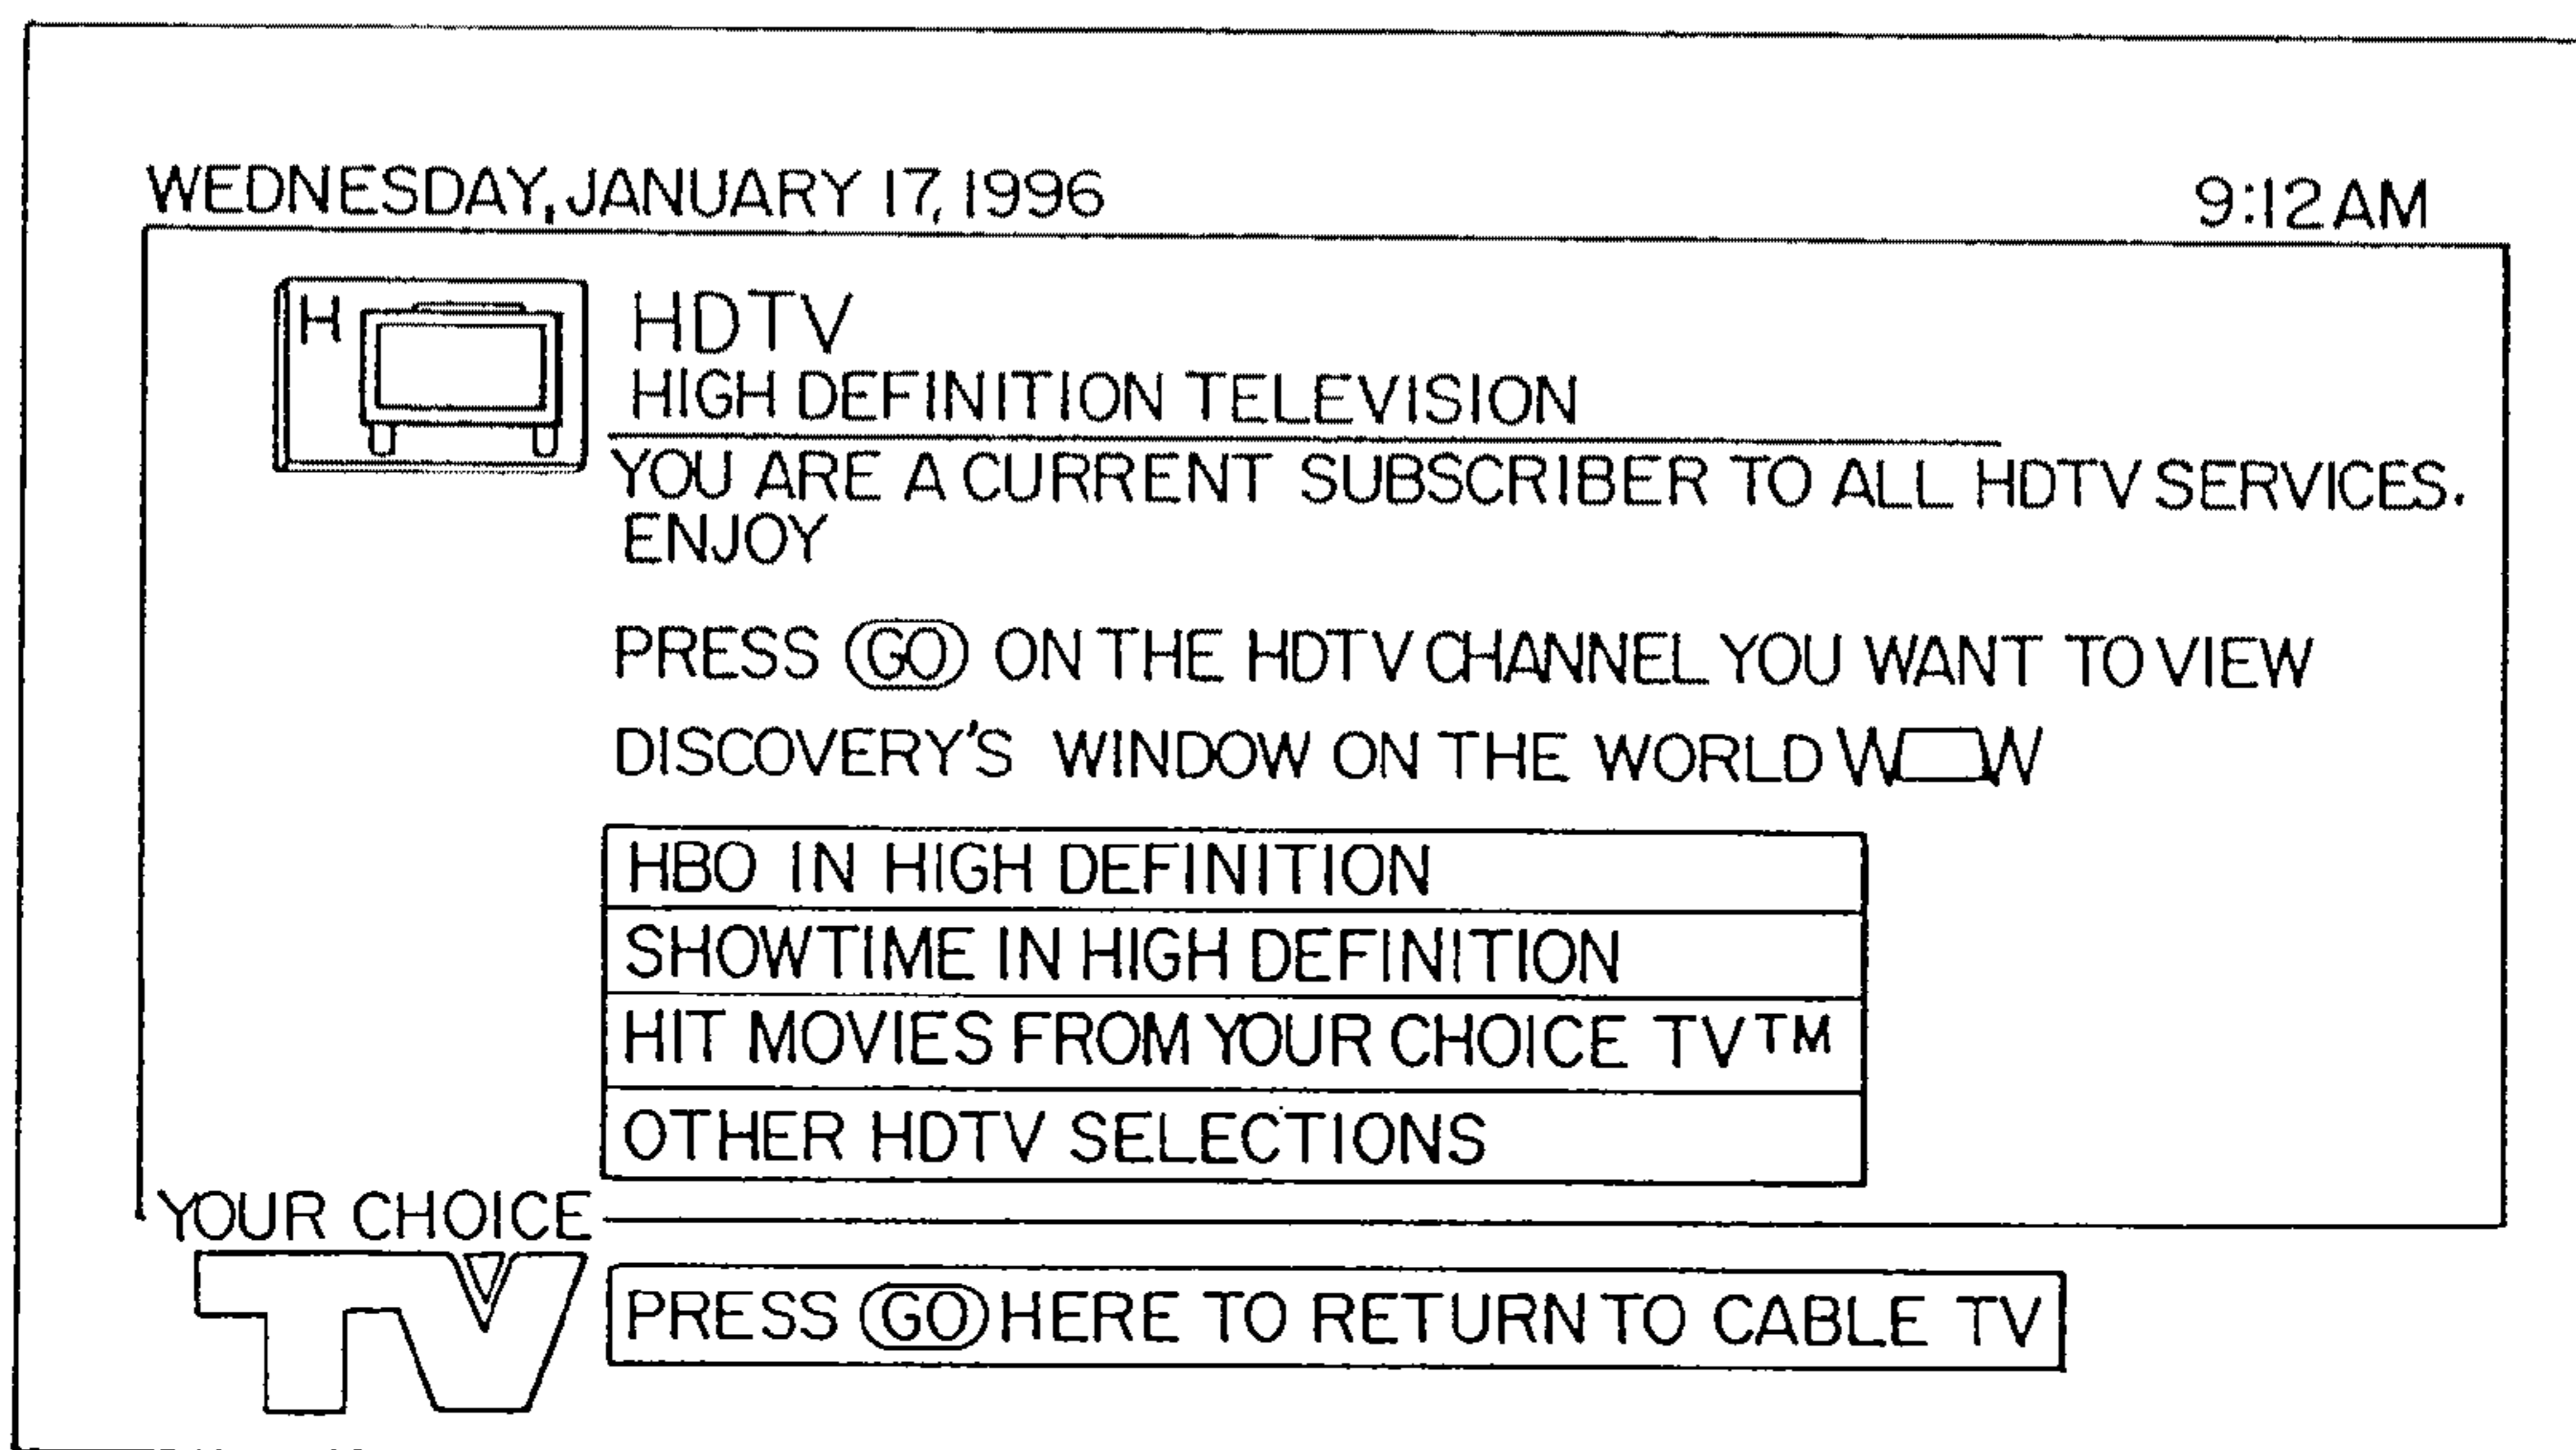 WEDNESDAY, JANUARY 17, 1996 9:12 AM
H
HDTV
HIGH DEFINITION TELEVISION
YOU ARE A CURRENT SUBSCRIBER TO ALL HDTV SERVICES.
ENJOY
PRESS GO ON THE HDTV CHANNEL YOU WANT TO VIEW
DISCOVERY'S WINDOW ON THE WORLD W W
HBO IN HIGH DEFINITION
SHOWTIME IN HIGH DEFINITION
HIT MOVIES FROM YOUR CHOICE TV™
OTHER HDTV SELECTIONS
YOUR CHOICE
TV
PRESS GO HERE TO RETURN TO CABLE TV